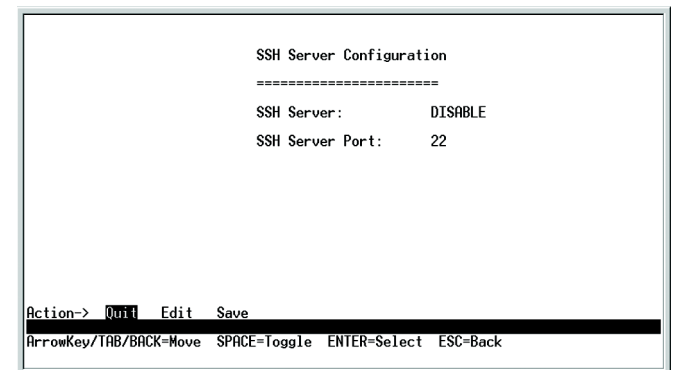 SSH Server Configuration
=======================
SSH Server: DISABLE
SSH Server Port: 22
Action-> Quit Edit Save
ArrowKey/TAB/BACK=Move SPACE=Toggle ENTER=Select ESC=Back